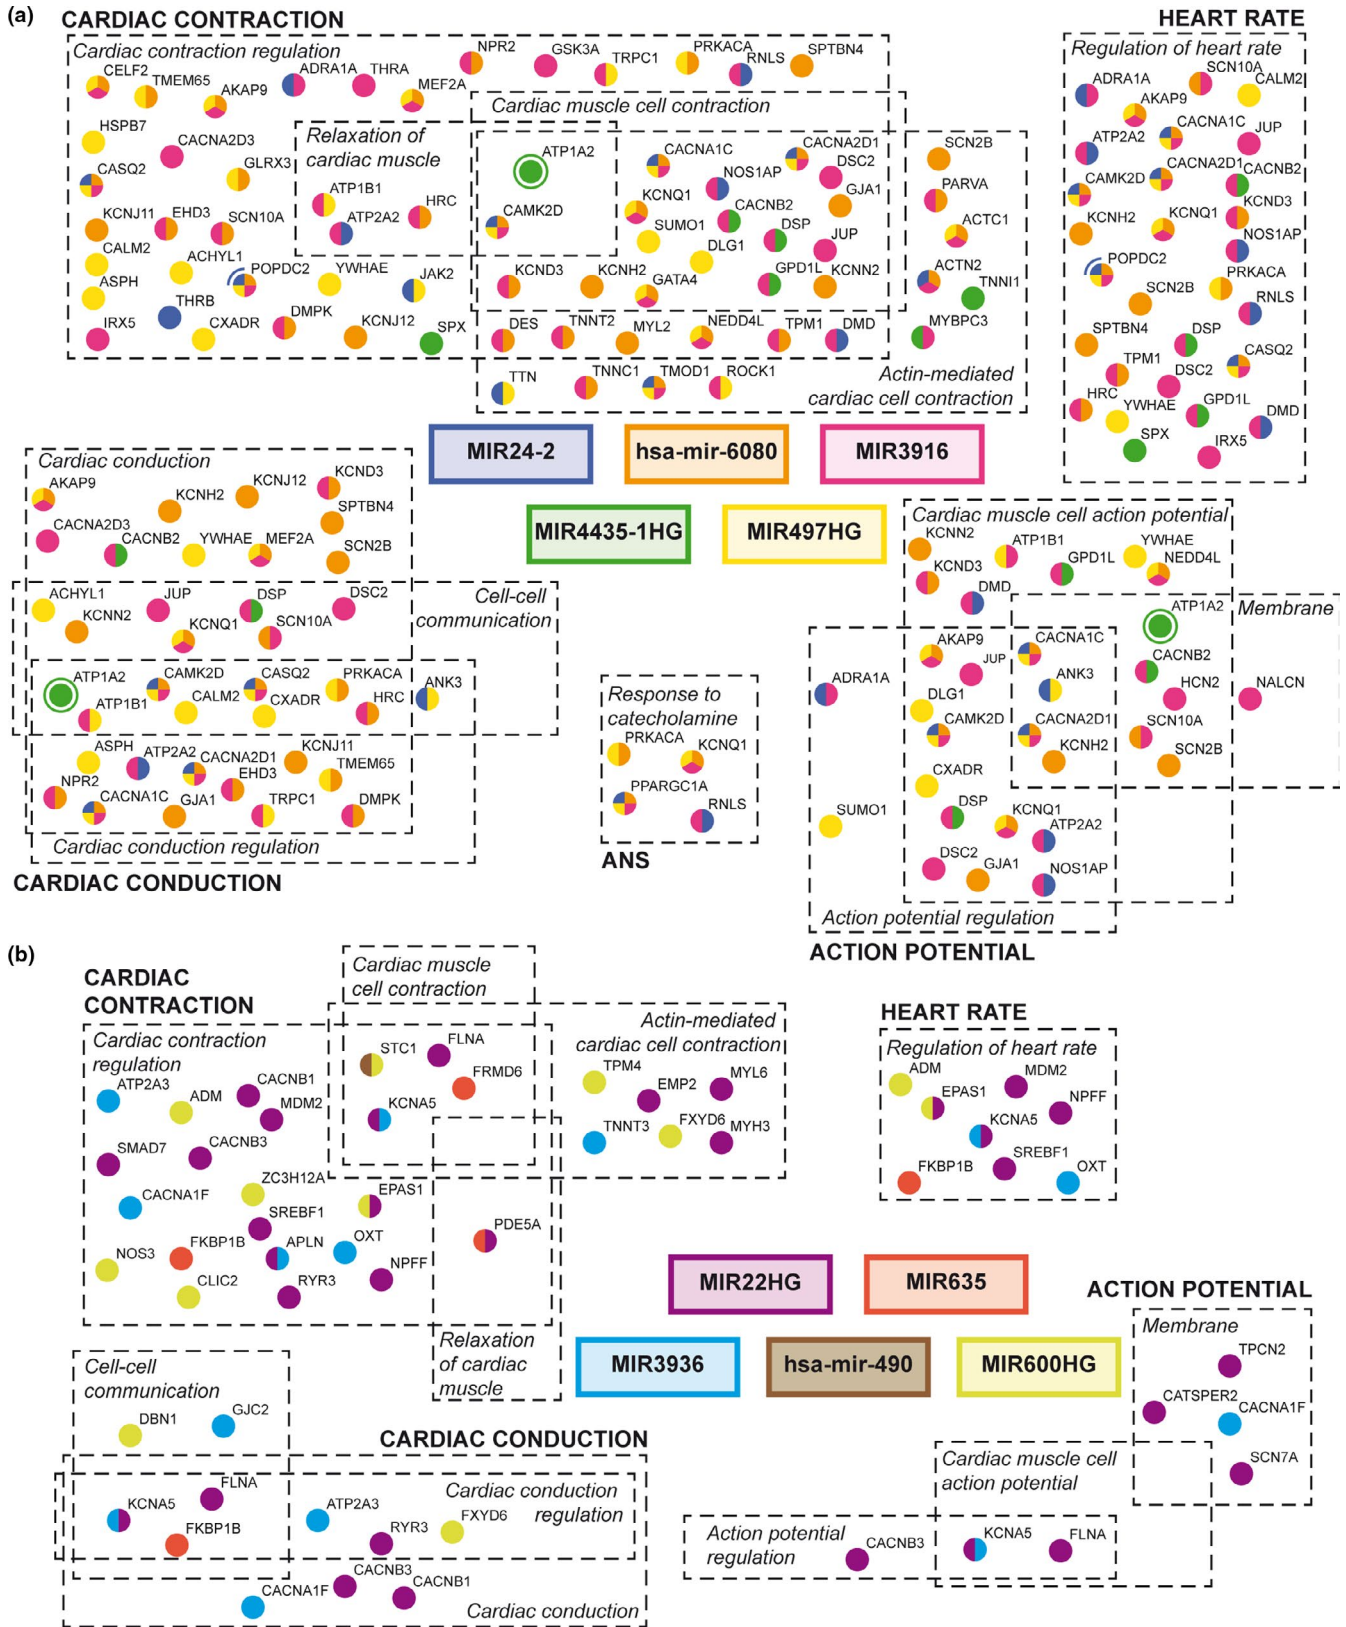 (a)
CARDIAC CONTRACTION
HEART RATE
Cardiac contraction regulation
CELF2
TMEM65
AKAP9
ADRA1A
THRA
MEF2A
NPR2
GSK3A
TRPC1
PRKACA
RNLS
SPTBN4
HSPB7
CACNA2D3
CASQ2
GLRX3
KCNJ11
EHD3
SCN10A
CALM2
ACHYL1
POPDC2
YWHAE
JAK2
ASPH
THRB
IRX5
CXADR
DMPK
KCNJ12
SPX
Relaxation of
cardiac muscle
ATP1B1
ATP2A2
HRC
Cardiac muscle cell contraction
ATP1A2
CAMK2D
CACNA1C
CACNA2D1
NOS1AP
DSC2
KCNQ1
GJA1
CACNB2
SUMO1
DSP
JUP
DLG1
KCND3
KCNH2
GATA4
GPD1L
KCNN2
DES
TNNT2
MYL2
NEDD4L
TPM1
DMD
TTN
TNNC1
TMOD1
ROCK1
SCN2B
PARVA
ACTC1
ACTN2
TNNI1
MYBPC3
Actin-mediated
cardiac cell contraction
Regulation of heart rate
ADRA1A
SCN10A
CALM2
AKAP9
ATP2A2
CACNA1C
JUP
CACNA2D1
CACNB2
CAMK2D
KCND3
KCNH2
KCNQ1
NOS1AP
POPDC2
PRKACA
SCN2B
RNLS
SPTBN4
DSP
CASQ2
TPM1
DSC2
HRC
YWHAE
GPD1L
DMD
SPX
IRX5
MIR24-2
hsa-mir-6080
MIR3916
MIR4435-1HG
MIR497HG
Cardiac conduction
AKAP9
KCNH2
KCNJ12
KCND3
SPTBN4
CACNA2D3
CACNB2
YWHAE
MEF2A
SCN2B
ACHYL1
JUP
DSP
DSC2
KCNN2
KCNQ1
SCN10A
Cell-cell
communication
ATP1A2
CAMK2D
CASQ2
PRKACA
ATP1B1
CALM2
CXADR
HRC
ANK3
ASPH
ATP2A2
CACNA2D1
KCNJ11
TMEM65
NPR2
CACNA1C
GJA1
EHD3
TRPC1
DMPK
Cardiac conduction regulation
CARDIAC CONDUCTION
Response to
catecholamine
PRKACA
KCNQ1
PPARGC1A
RNLS
ANS
Cardiac muscle cell action potential
KCNN2
ATP1B1
YWHAE
KCND3
GPD1L
NEDD4L
DMD
ATP1A2
Membrane
ADRA1A
AKAP9
JUP
CACNA1C
CACNB2
DLG1
ANK3
HCN2
NALCN
CAMK2D
CACNA2D1
SCN10A
KCNH2
SCN2B
CXADR
SUMO1
DSP
KCNQ1
ATP2A2
DSC2
GJA1
NOS1AP
Action potential regulation
ACTION POTENTIAL
(b)
CARDIAC
CONTRACTION
Cardiac contraction
regulation
ATP2A3
ADM
CACNB1
MDM2
SMAD7
CACNB3
CACNA1F
ZC3H12A
EPAS1
SREBF1
NOS3
FKBP1B
APLN
OXT
CLIC2
RYR3
NPFF
Cardiac muscle
cell contraction
STC1
FLNA
FRMD6
KCNA5
Actin-mediated
cardiac cell contraction
TPM4
EMP2
MYL6
TNNT3
FXYD6
MYH3
PDE5A
Relaxation
of cardiac
muscle
HEART RATE
Regulation of heart rate
ADM
EPAS1
MDM2
NPFF
KCNA5
SREBF1
FKBP1B
OXT
MIR22HG
MIR635
MIR3936
hsa-mir-490
MIR600HG
Cell-cell
communication
DBN1
GJC2
CARDIAC CONDUCTION
Cardiac conduction
regulation
KCNA5
FLNA
FKBP1B
ATP2A3
RYR3
FXYD6
CACNA1F
CACNB3
CACNB1
Cardiac conduction
ACTION POTENTIAL
Membrane
TPCN2
CATSPER2
CACNA1F
SCN7A
Cardiac muscle cell
action potential
Action potential
regulation
CACNB3
KCNA5
FLNA